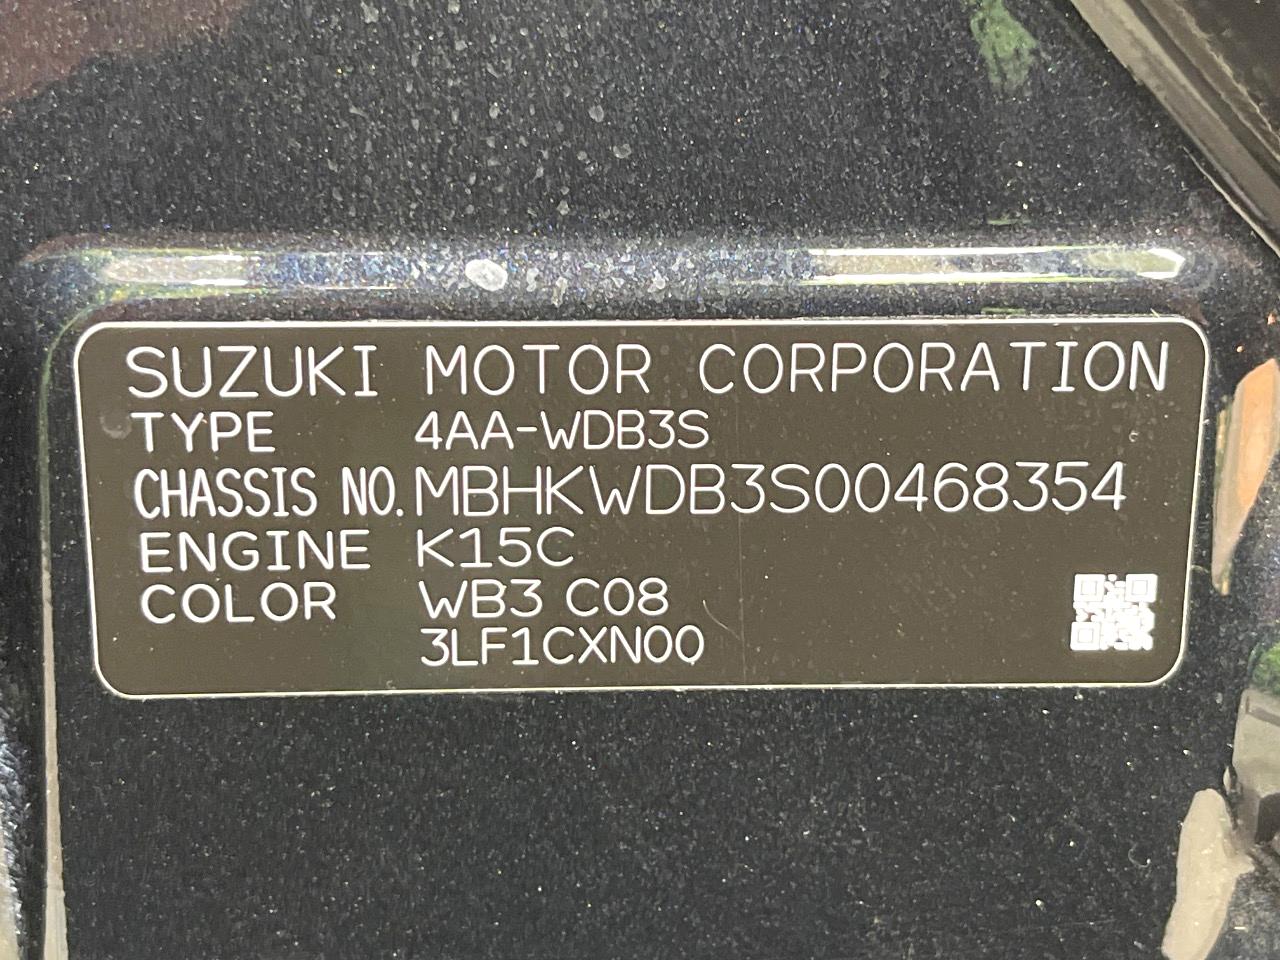 SUZUKI MOTOR CORPORATION
TYPE 4AA-WDB3S
CHASSIS NO. MBHKWDB3S00468354
ENGINE K15C
COLOR WB3 C08
3LF1CXN00